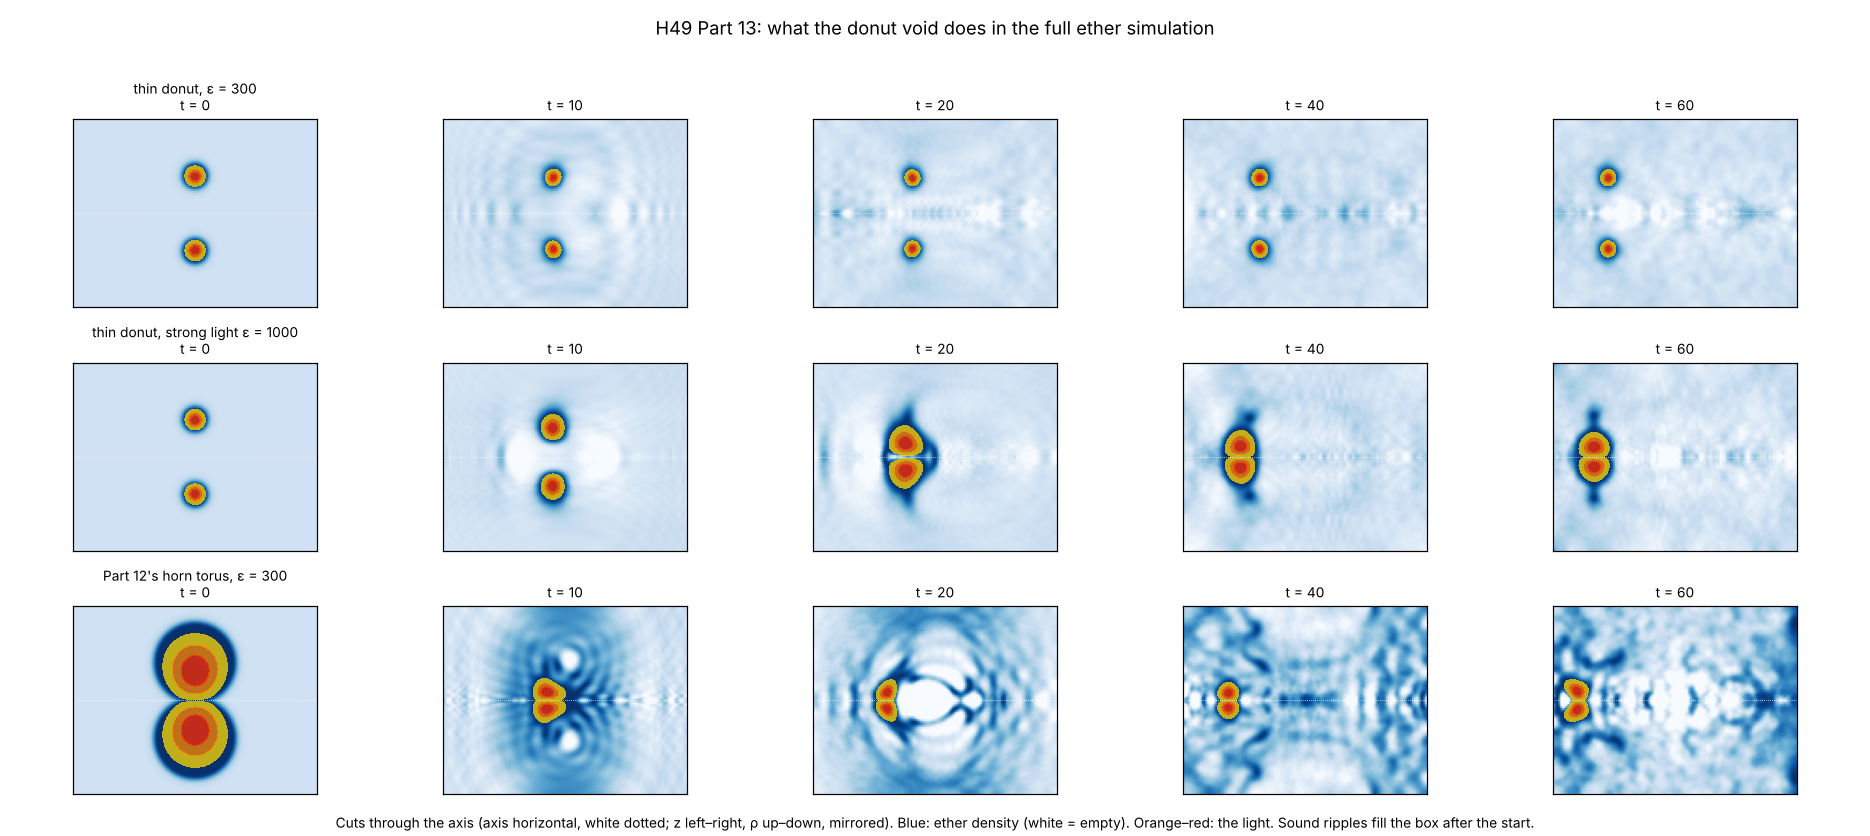 H49 Part 13: what the donut void does in the full ether simulation
thin donut, ε = 300
t = 0
t = 10
t = 20
t = 40
t = 60
thin donut, strong light ε = 1000
t = 0
t = 10
t = 20
t = 40
t = 60
Part 12's horn torus, ε = 300
t = 0
t = 10
t = 20
t = 40
t = 60
Cuts through the axis (axis horizontal, white dotted; z left–right, ρ up–down, mirrored). Blue: ether density (white = empty). Orange–red: the light. Sound ripples fill the box after the start.